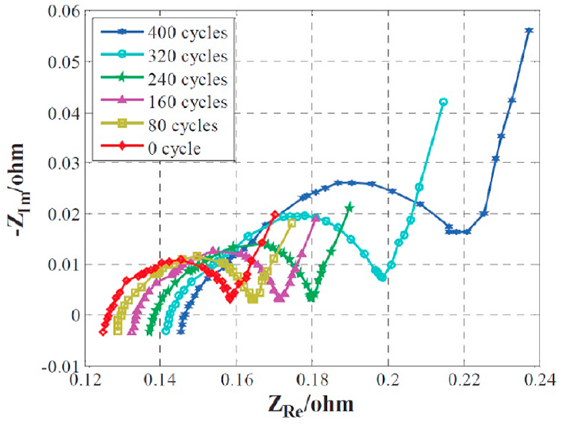 0.06
0.05
0.04
0.03
0.02
0.01
0
-0.01
-ZIm/ohm
400 cycles
320 cycles
240 cycles
160 cycles
80 cycles
0 cycle
0.12 0.14 0.16 0.18 0.2 0.22 0.24
ZRe/ohm